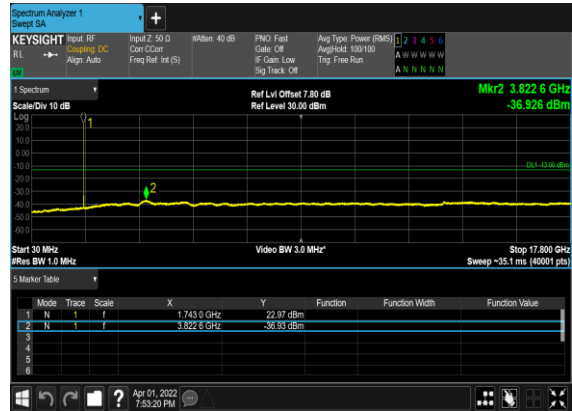 Spectrum Analyzer 1
Swept SA
+
KEYSIGHT Input: RF Input Z: 50 Ω #Atten: 40 dB PNO: Fast Avg Type: Power (RMS) 1 2 3 4 5 6
RL Coupling: DC Corr CCorr Gate: Off Avg|Hold: 100/100 A W W W W W
Align: Auto Freq Ref: Int (S) IF Gain: Low Trig: Free Run
Sig Track: Off A N N N N N
1 Spectrum Ref Lvl Offset 7.80 dB Mkr2 3.822 6 GHz
Scale/Div 10 dB Ref Level 30.00 dBm -36.926 dBm
Log
1
20.0
10.0
0.00
-10.0
DL1 -13.00 dBm
-20.0
-30.0
2
-40.0
-50.0
-60.0
Start 30 MHz Video BW 3.0 MHz* Stop 17.800 GHz
#Res BW 1.0 MHz Sweep ~35.1 ms (40001 pts)
5 Marker Table
Mode Trace Scale X Y Function Function Width Function Value
1 N 1 f 1.743 0 GHz 22.97 dBm
2 N 1 f 3.822 6 GHz -36.93 dBm
3
4
5
6
? Apr 01, 2022
7:53:20 PM